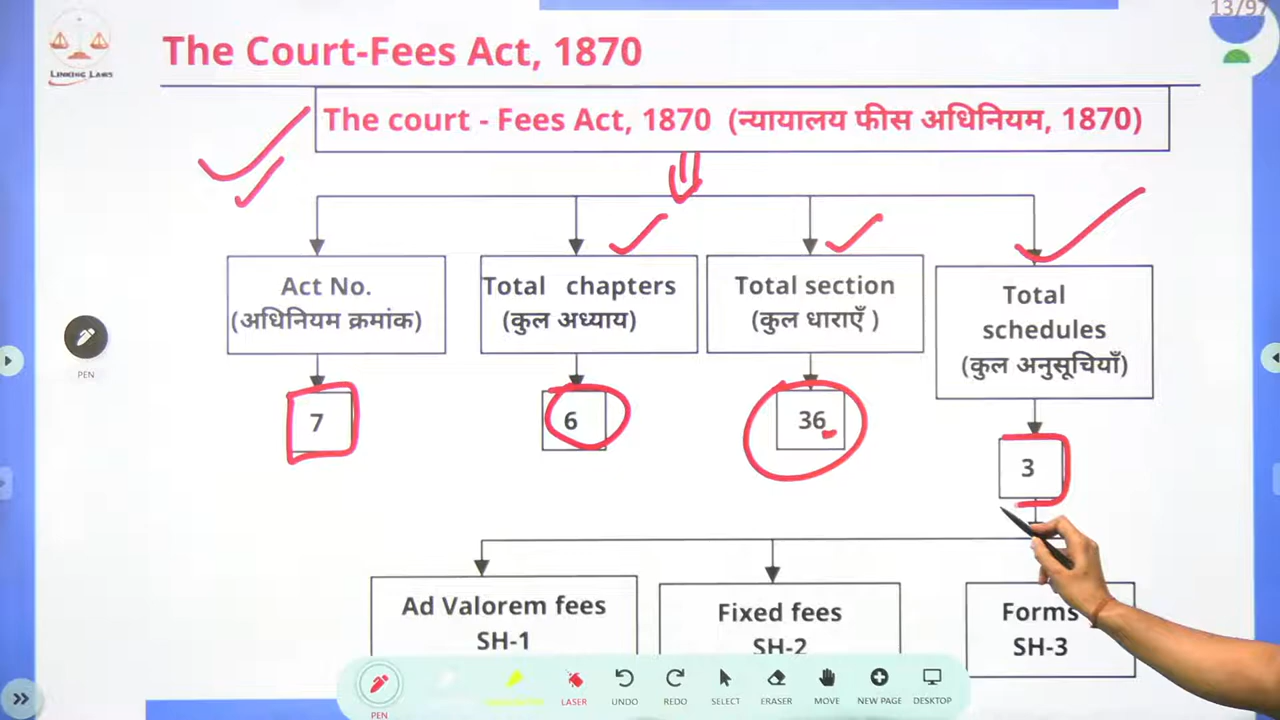 13/97
LINKING LAWS
The Court-Fees Act, 1870
The court - Fees Act, 1870 (न्यायालय फीस अधिनियम, 1870)
Act No.
(अधिनियम क्रमांक)
Total chapters
(कुल अध्याय)
Total section
(कुल धाराएँ )
Total
schedules
(कुल अनुसूचियाँ)
7
6
36
3
Ad Valorem fees
SH-1
Fixed fees
SH-2
Forms
SH-3
PEN
PEN
LASER
UNDO
REDO
SELECT
ERASER
MOVE
NEW PAGE
DESKTOP